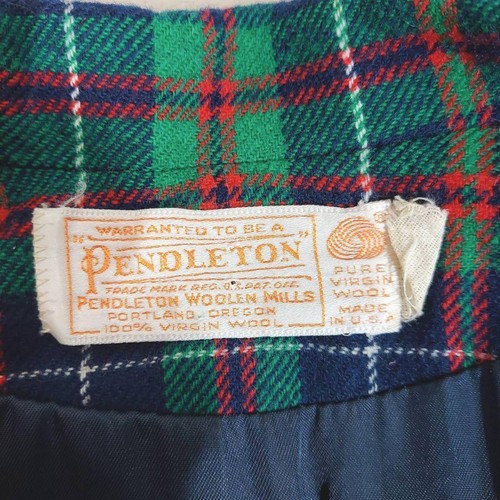 WARRANTED TO BE A
"PENDLETON"
TRADE MARK REG. U.S. PAT. OFF.
PENDLETON WOOLEN MILLS
PORTLAND, OREGON
100% VIRGIN WOOL
PURE
VIRGIN
WOOL
MADE
IN U.S.A.